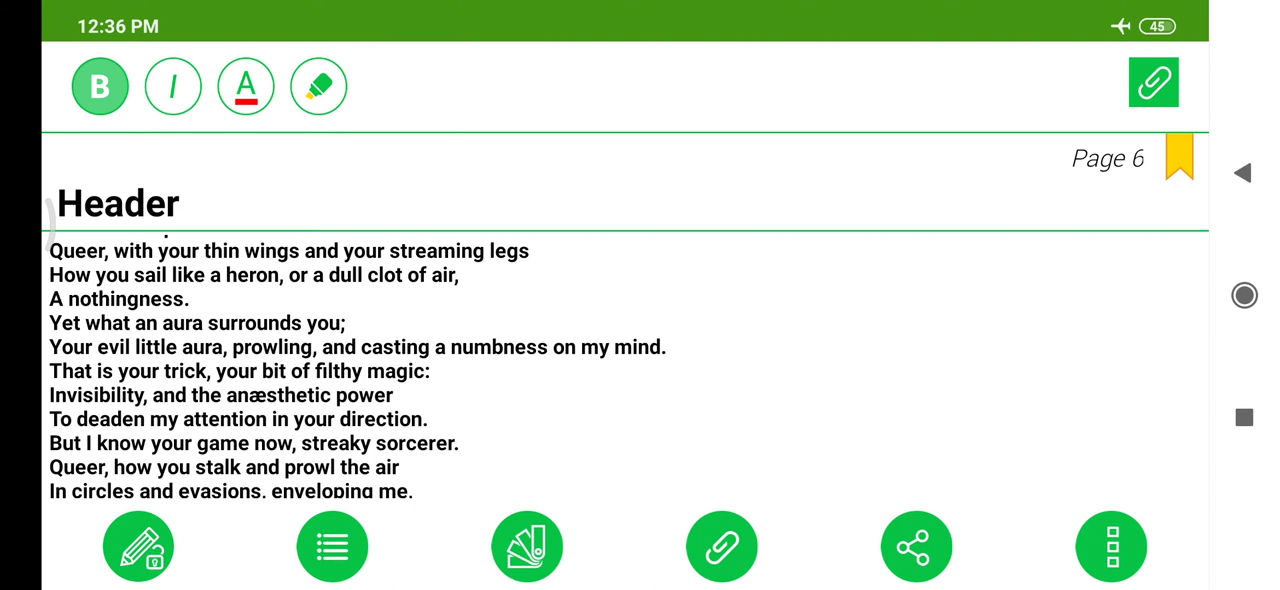 12:36 PM
45
B
I
A
Page 6
Header
Queer, with your thin wings and your streaming legs
How you sail like a heron, or a dull clot of air,
A nothingness.
Yet what an aura surrounds you;
Your evil little aura, prowling, and casting a numbness on my mind.
That is your trick, your bit of filthy magic:
Invisibility, and the anæsthetic power
To deaden my attention in your direction.
But I know your game now, streaky sorcerer.
Queer, how you stalk and prowl the air
In circles and evasions, enveloping me,